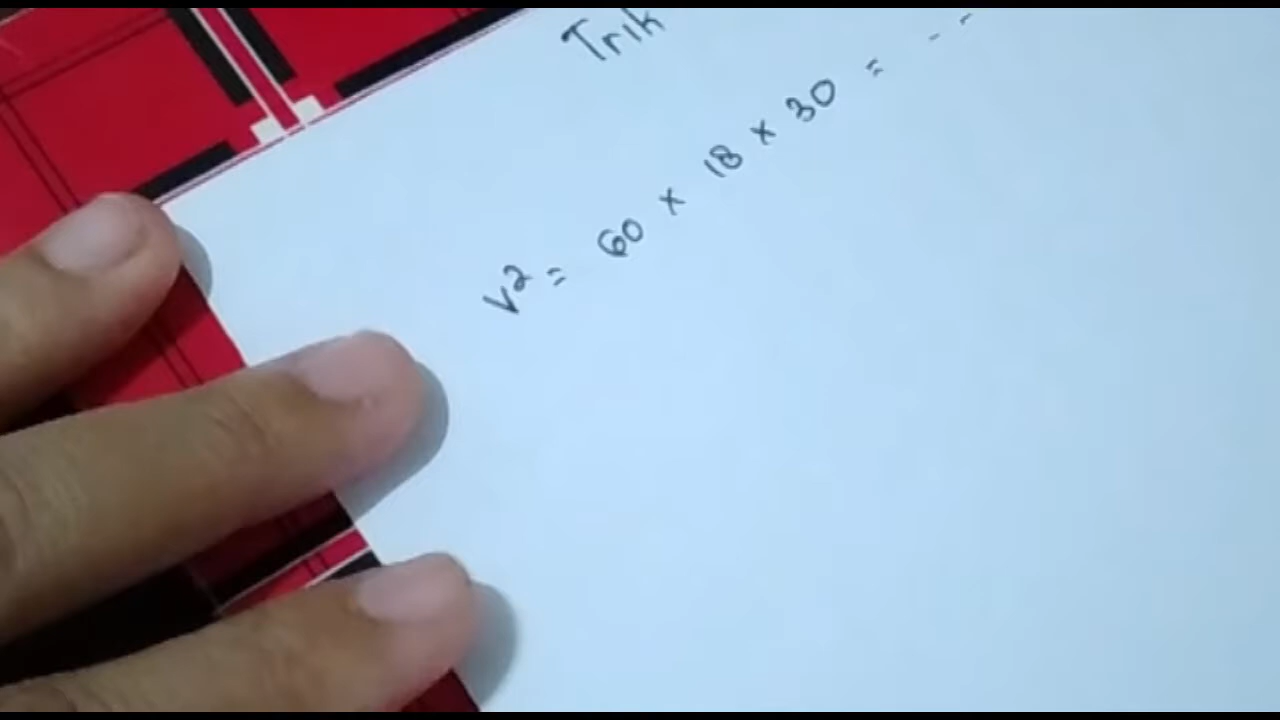 Trik
V² = 60 × 18 × 30 = ..